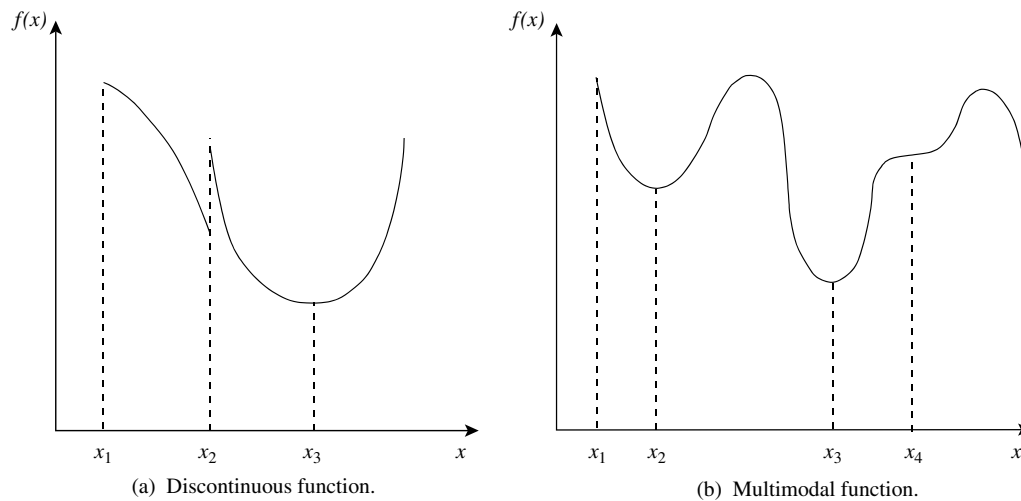 f(x)
x₁ x₂ x₃ x
(a) Discontinuous function.
f(x)
x₁ x₂ x₃ x₄ x
(b) Multimodal function.